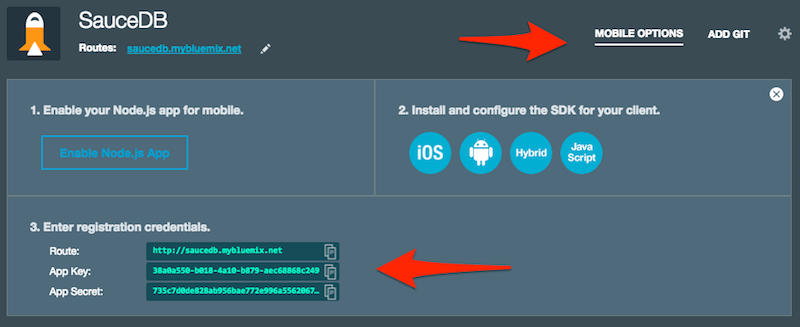 SauceDB
Routes: saucedb.mybluemix.net
MOBILE OPTIONS ADD GIT
1. Enable your Node.js app for mobile.
Enable Node.js App
2. Install and configure the SDK for your client.
iOS
Hybrid
Java
Script
3. Enter registration credentials.
Route: http://saucedb.mybluemix.net
App Key: 38a0a550-b018-4a10-b879-aec68868c249
App Secret: 735c7d0de828ab956bae772e996a5562067…